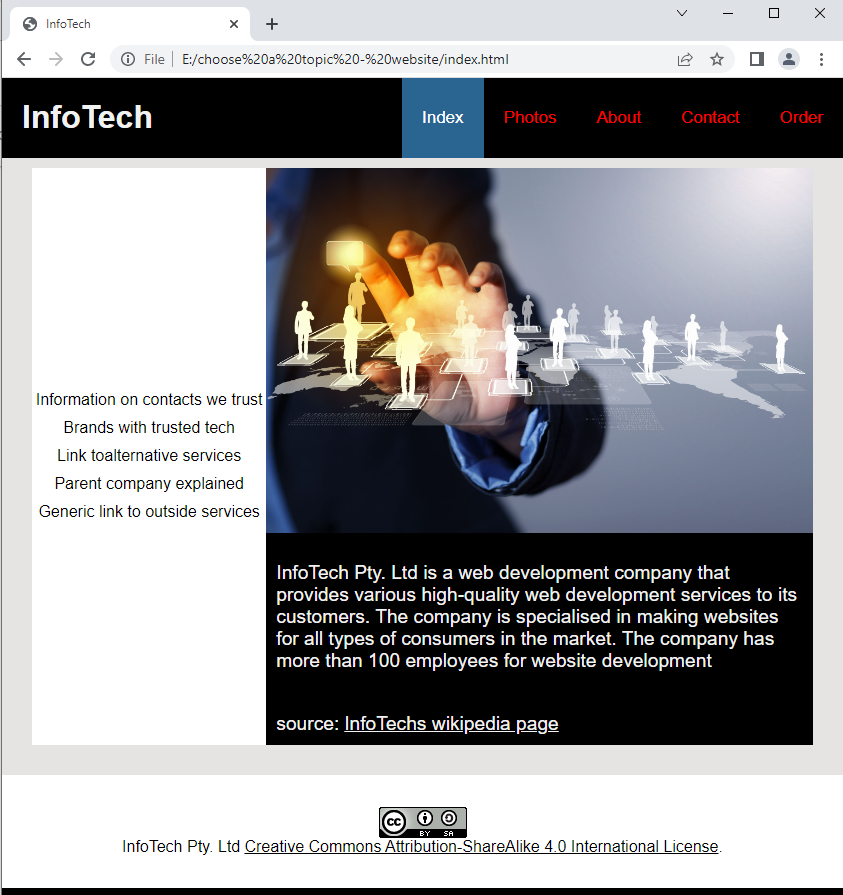 InfoTech
File E:/choose%20a%20topic%20-%20website/index.html
InfoTech
Index Photos About Contact Order
Information on contacts we trust
Brands with trusted tech
Link toalternative services
Parent company explained
Generic link to outside services
InfoTech Pty. Ltd is a web development company that
provides various high-quality web development services to its
customers. The company is specialised in making websites
for all types of consumers in the market. The company has
more than 100 employees for website development
source: InfoTechs wikipedia page
cc BY SA
InfoTech Pty. Ltd Creative Commons Attribution-ShareAlike 4.0 International License.